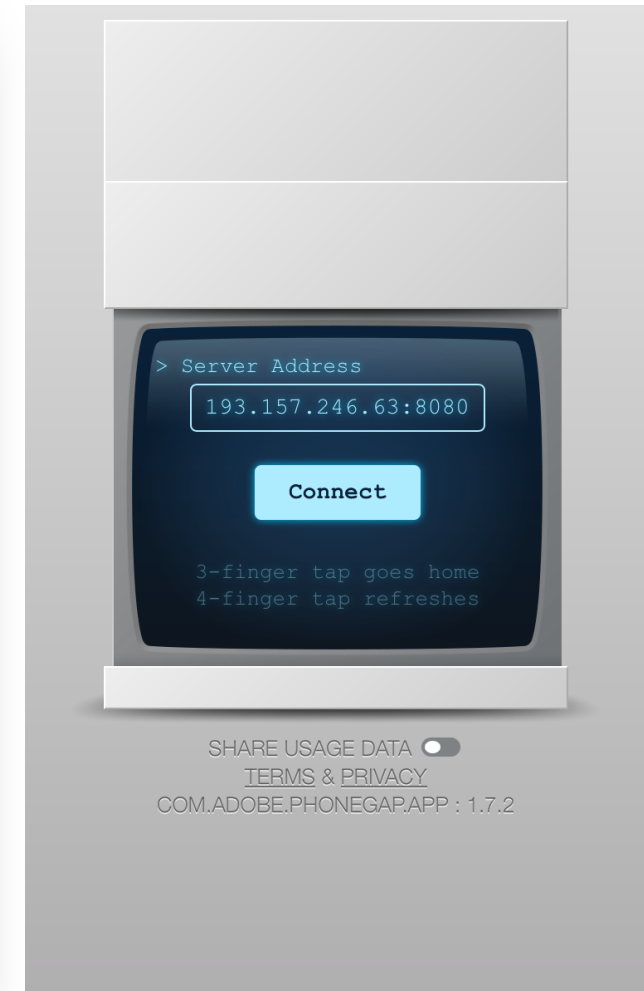 > Server Address
193.157.246.63:8080
Connect
3-finger tap goes home
4-finger tap refreshes
SHARE USAGE DATA
TERMS & PRIVACY
COM.ADOBE.PHONEGAP.APP : 1.7.2